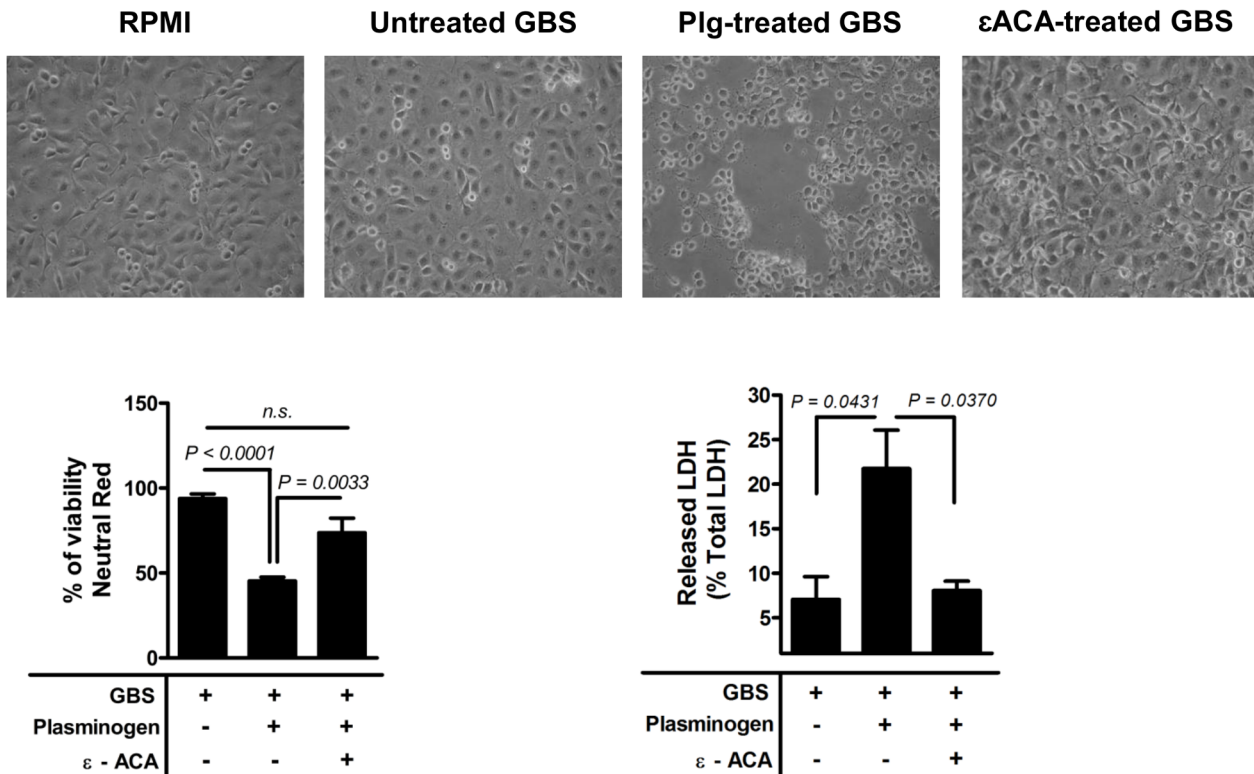 RPMI
Untreated GBS
Plg-treated GBS
εACA-treated GBS
% of viability
Neutral Red
150
100
50
0
n.s.
P < 0.0001
P = 0.0033
GBS + + +
Plasminogen - + +
ε - ACA - - +
Released LDH
(% Total LDH)
30
25
20
15
10
5
P = 0.0431
P = 0.0370
GBS + + +
Plasminogen - + +
ε - ACA - - +